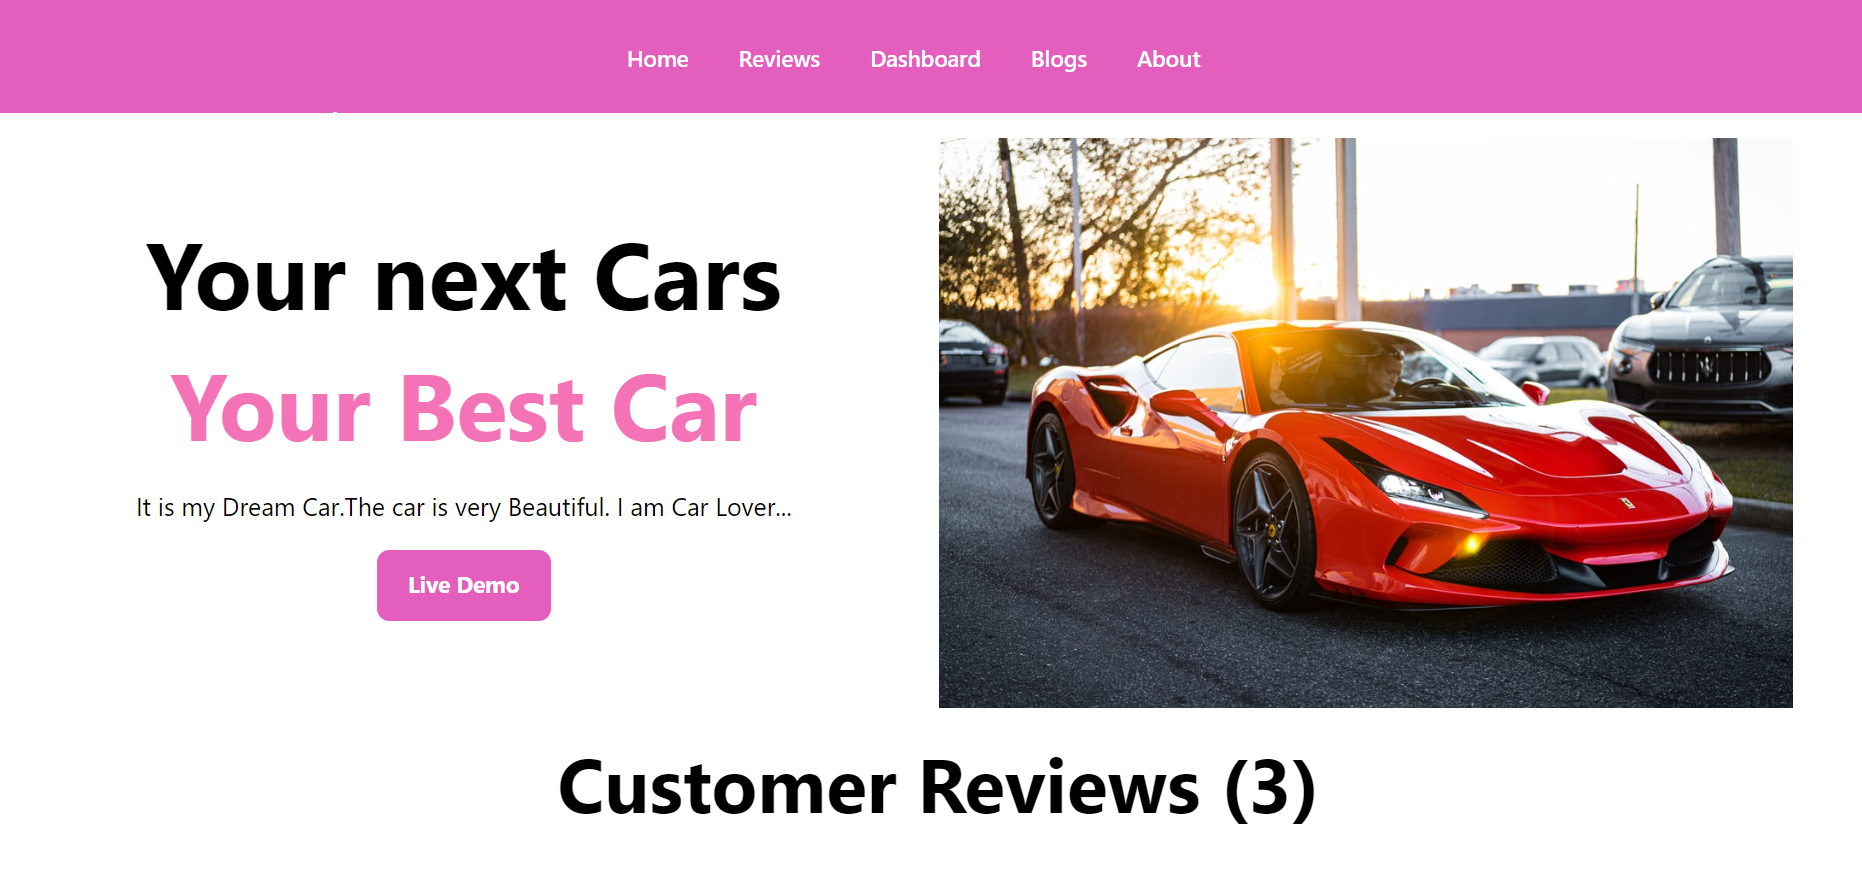 Home Reviews Dashboard Blogs About
Your next Cars
Your Best Car
It is my Dream Car.The car is very Beautiful. I am Car Lover...
Live Demo
Customer Reviews (3)